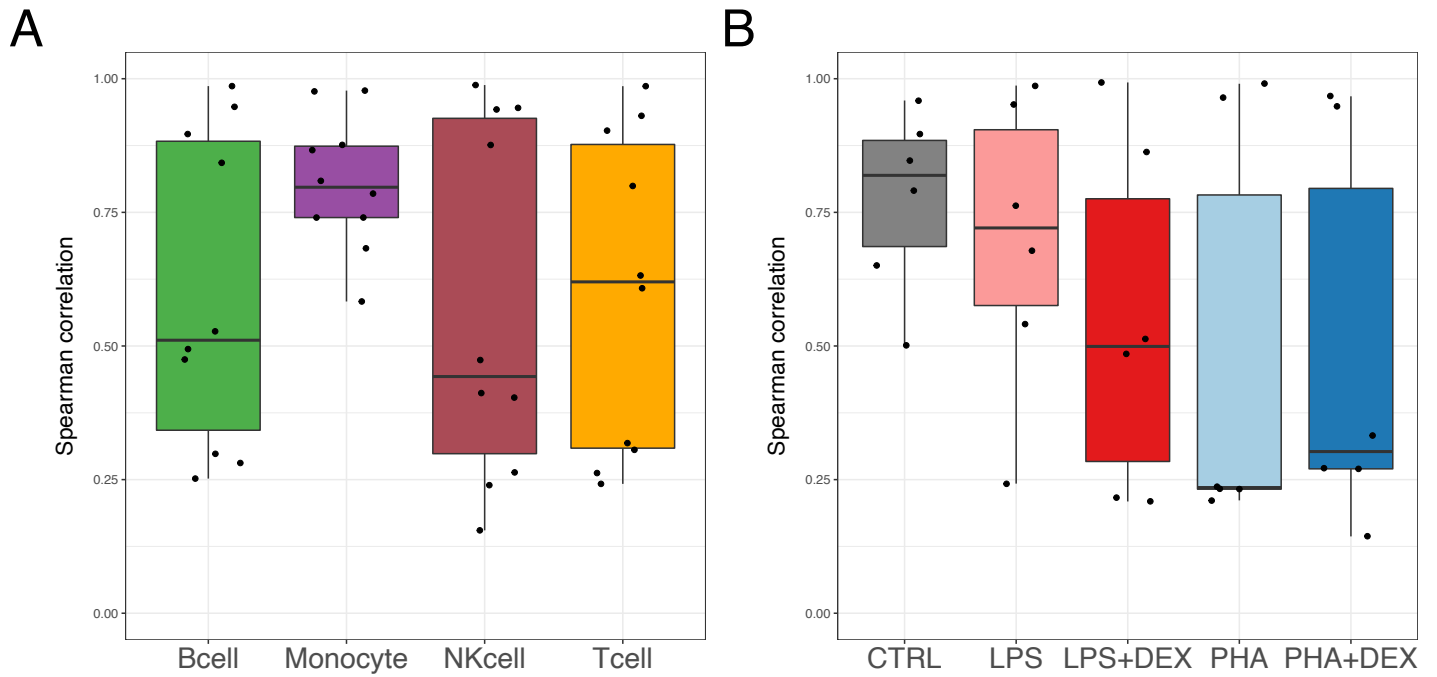 A
Spearman correlation
1.00
0.75
0.50
0.25
0.00
Bcell Monocyte NKcell Tcell
B
Spearman correlation
1.00
0.75
0.50
0.25
0.00
CTRL LPS LPS+DEX PHA PHA+DEX